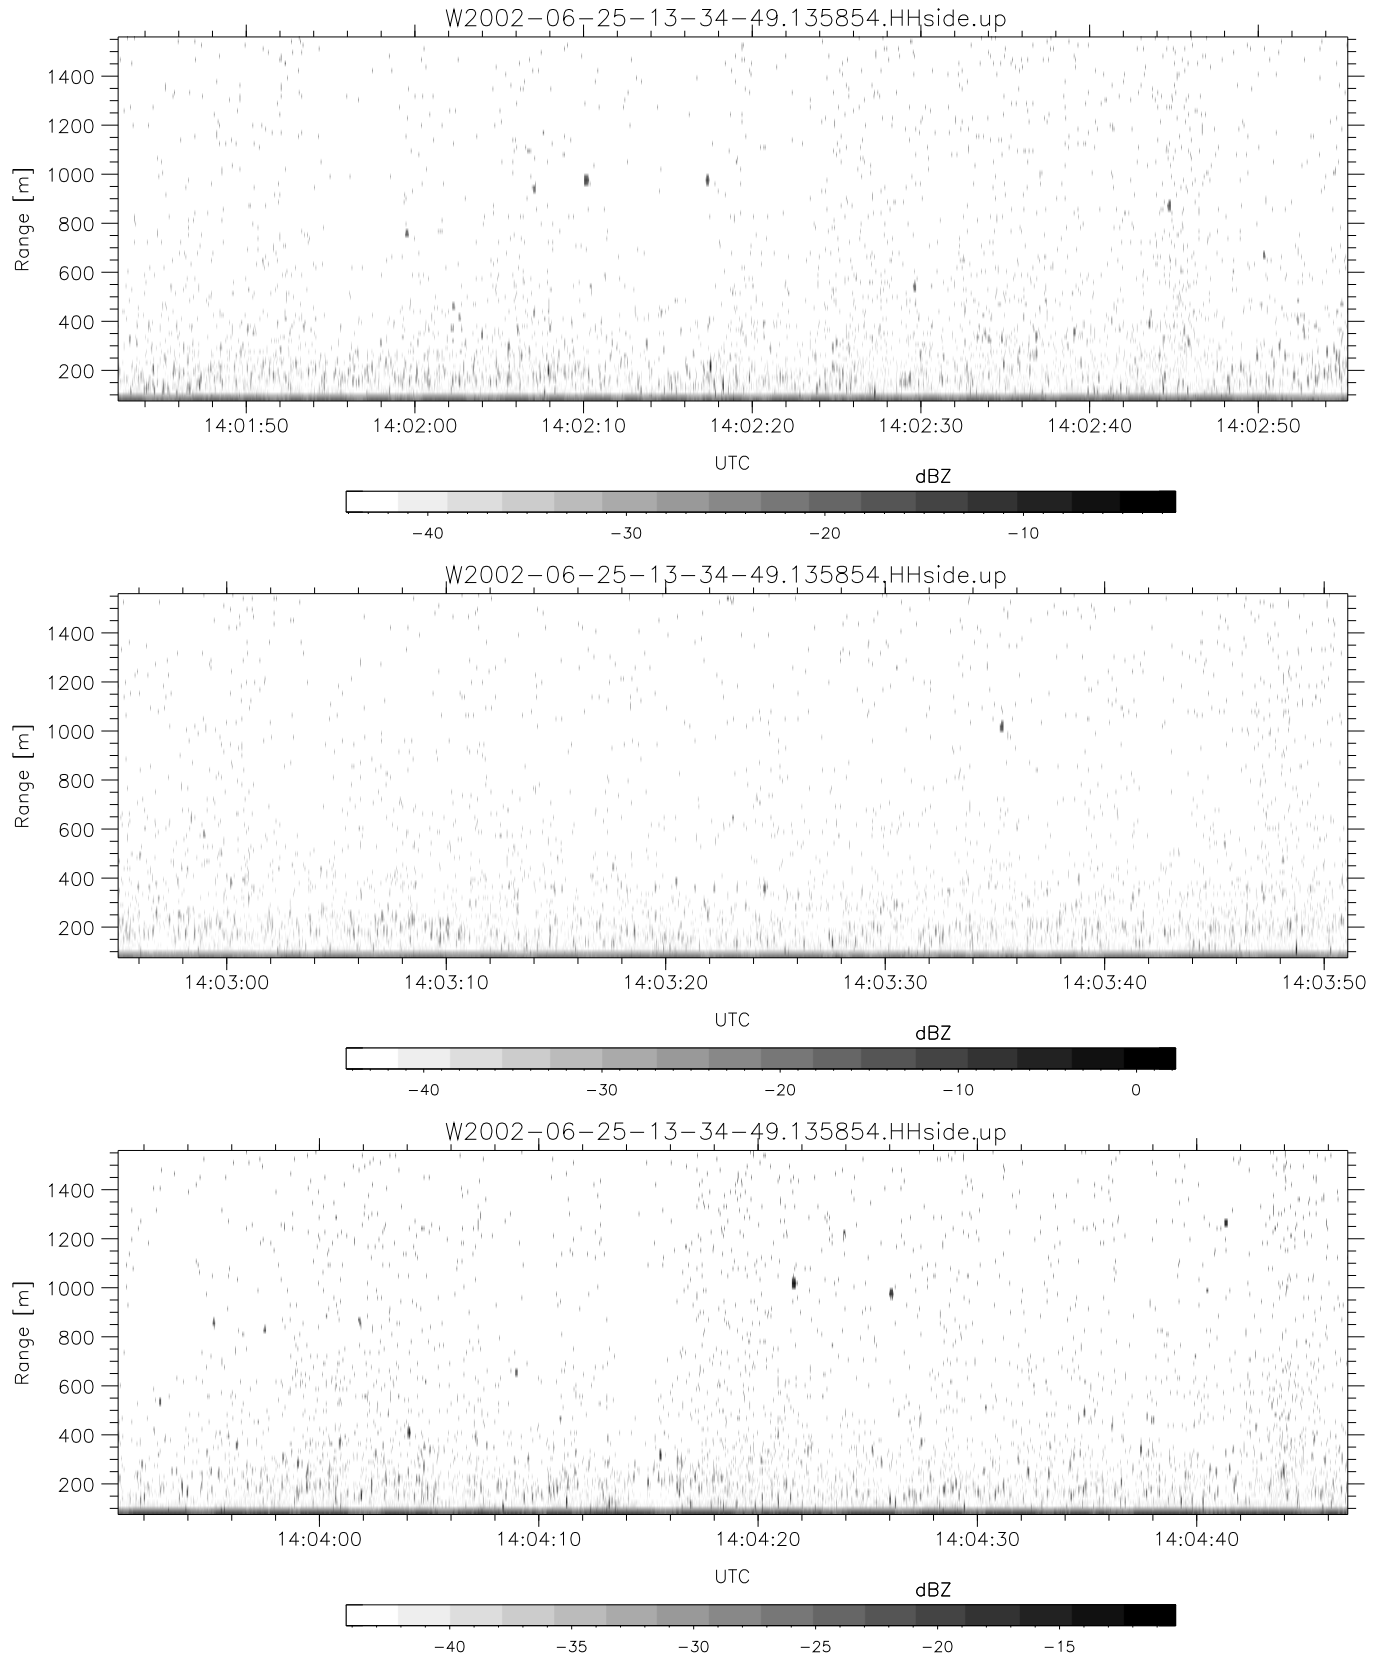 W2002-06-25-13-34-49.135854.HHside.up
1400
1200
1000
800
600
400
200
Range [m]
14:01:50 14:02:00 14:02:10 14:02:20 14:02:30 14:02:40 14:02:50
UTC
dBZ
-40 -30 -20 -10
W2002-06-25-13-34-49.135854.HHside.up
1400
1200
1000
800
600
400
200
Range [m]
14:03:00 14:03:10 14:03:20 14:03:30 14:03:40 14:03:50
UTC
dBZ
-40 -30 -20 -10 0
W2002-06-25-13-34-49.135854.HHside.up
1400
1200
1000
800
600
400
200
Range [m]
14:04:00 14:04:10 14:04:20 14:04:30 14:04:40
UTC
dBZ
-40 -35 -30 -25 -20 -15